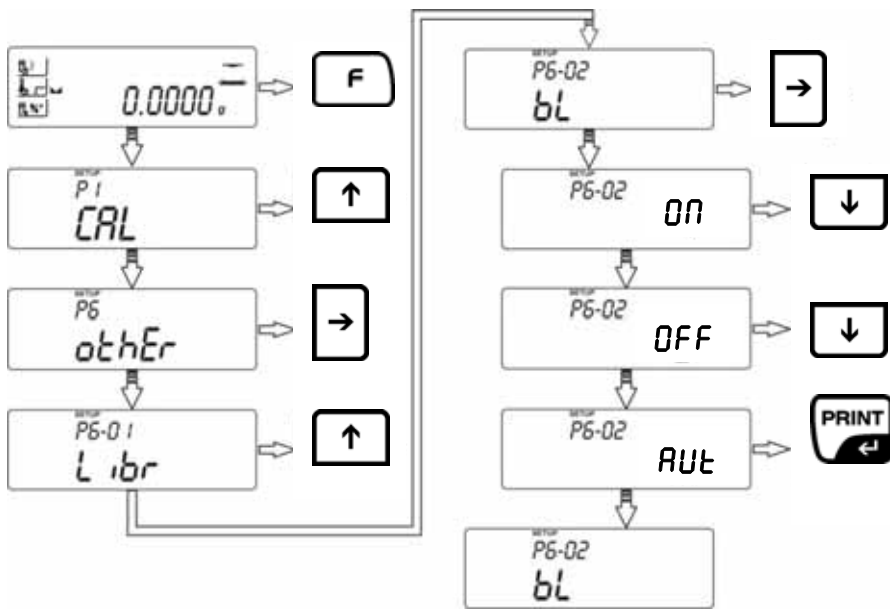 0.0000 g
F
SETUP
P1
CAL
↑
SETUP
P6
othEr
→
SETUP
P6-01
Libr
↑
SETUP
P6-02
bL
→
SETUP
P6-02
ON
↓
SETUP
P6-02
OFF
↓
SETUP
P6-02
AUt
PRINT
SETUP
P6-02
bL